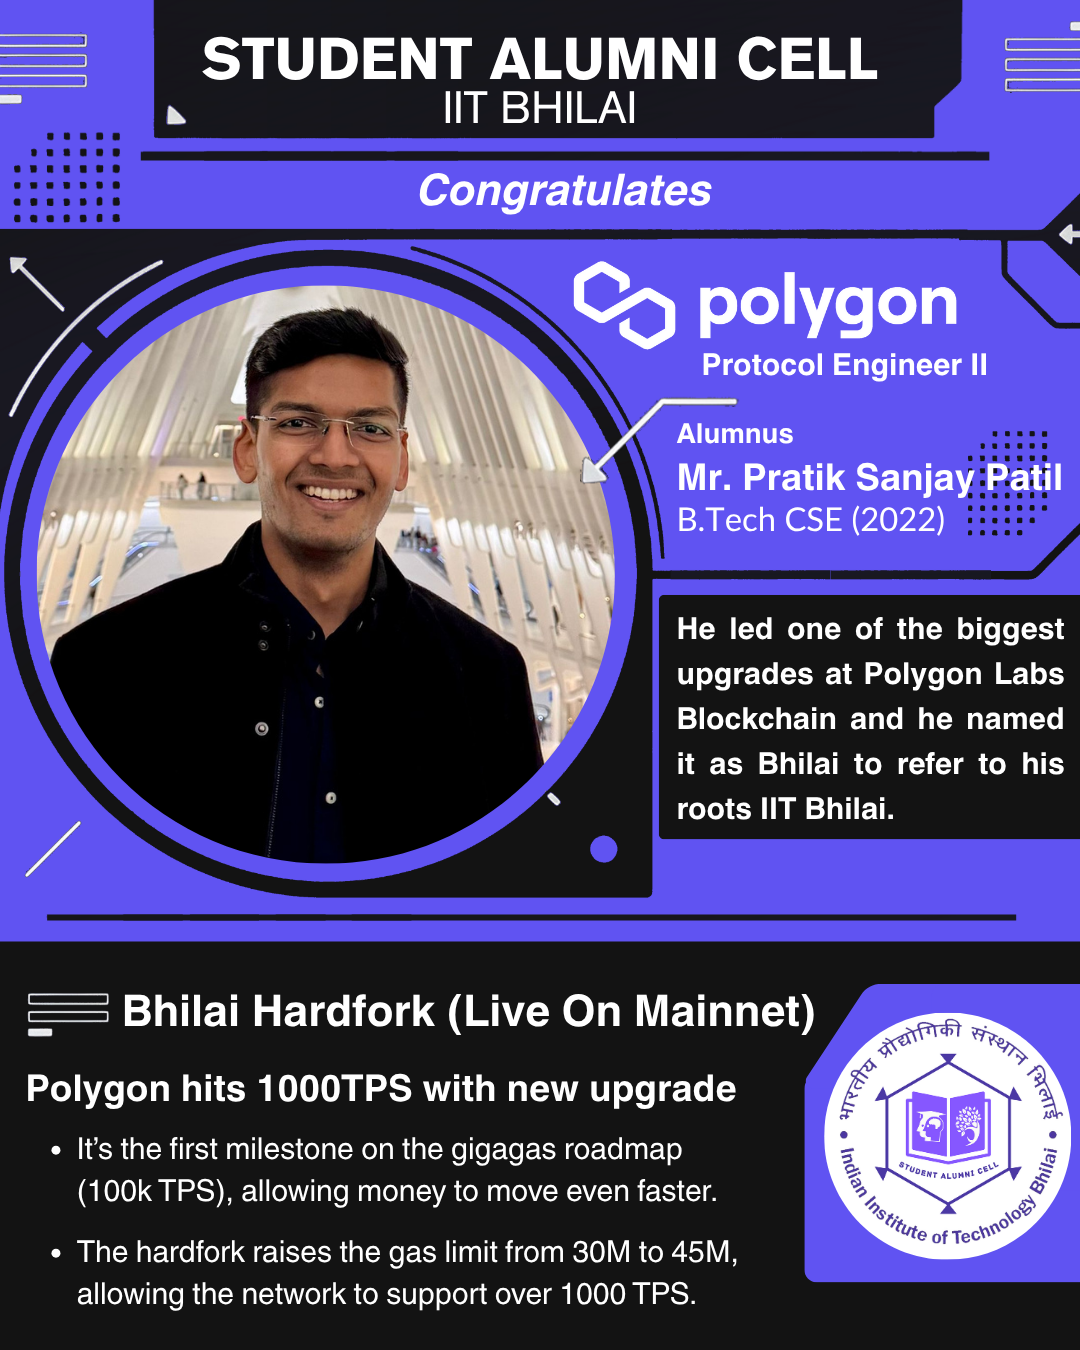 STUDENT ALUMNI CELL
IIT BHILAI
Congratulates
polygon
Protocol Engineer II
Alumnus
Mr. Pratik Sanjay Patil
B.Tech CSE (2022)
He led one of the biggest
upgrades at Polygon Labs
Blockchain and he named
it as Bhilai to refer to his
roots IIT Bhilai.
Bhilai Hardfork (Live On Mainnet)
Polygon hits 1000TPS with new upgrade
• It’s the first milestone on the gigagas roadmap
(100k TPS), allowing money to move even faster.
• The hardfork raises the gas limit from 30M to 45M,
allowing the network to support over 1000 TPS.
भारतीय प्रौद्योगिकी संस्थान भिलाई
STUDENT ALUMNI CELL
• Indian Institute of Technology Bhilai •